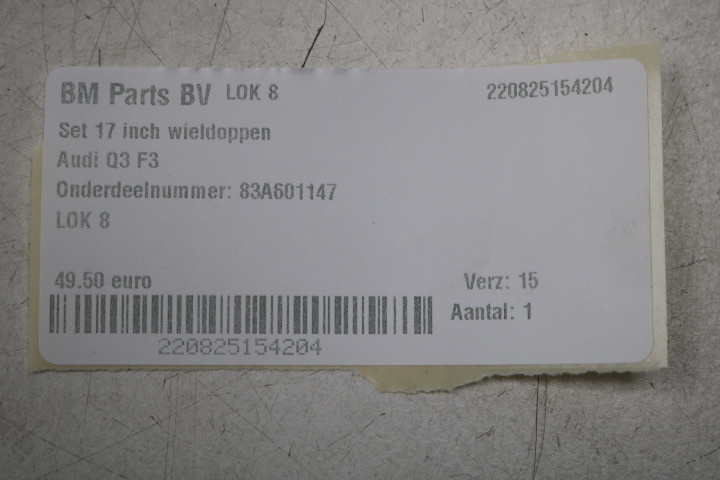 BM Parts BV LOK 8 220825154204
Set 17 inch wieldoppen
Audi Q3 F3
Onderdeelnummer: 83A601147
LOK 8
49.50 euro Verz: 15
Aantal: 1
220825154204